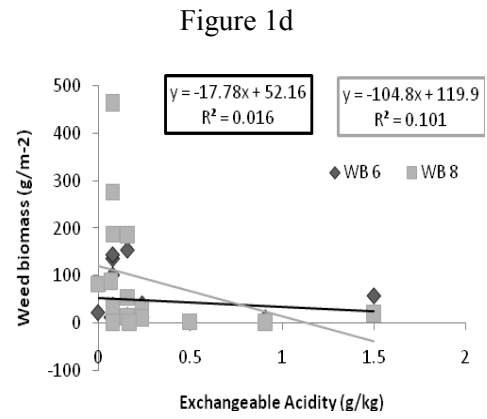 Figure 1d
500
400
300
200
100
0
-100
Weed biomass (g/m-2)
y = -17.78x + 52.16
R² = 0.016
y = -104.8x + 119.9
R² = 0.101
WB 6 WB 8
0 0.5 1 1.5 2
Exchangeable Acidity (g/kg)